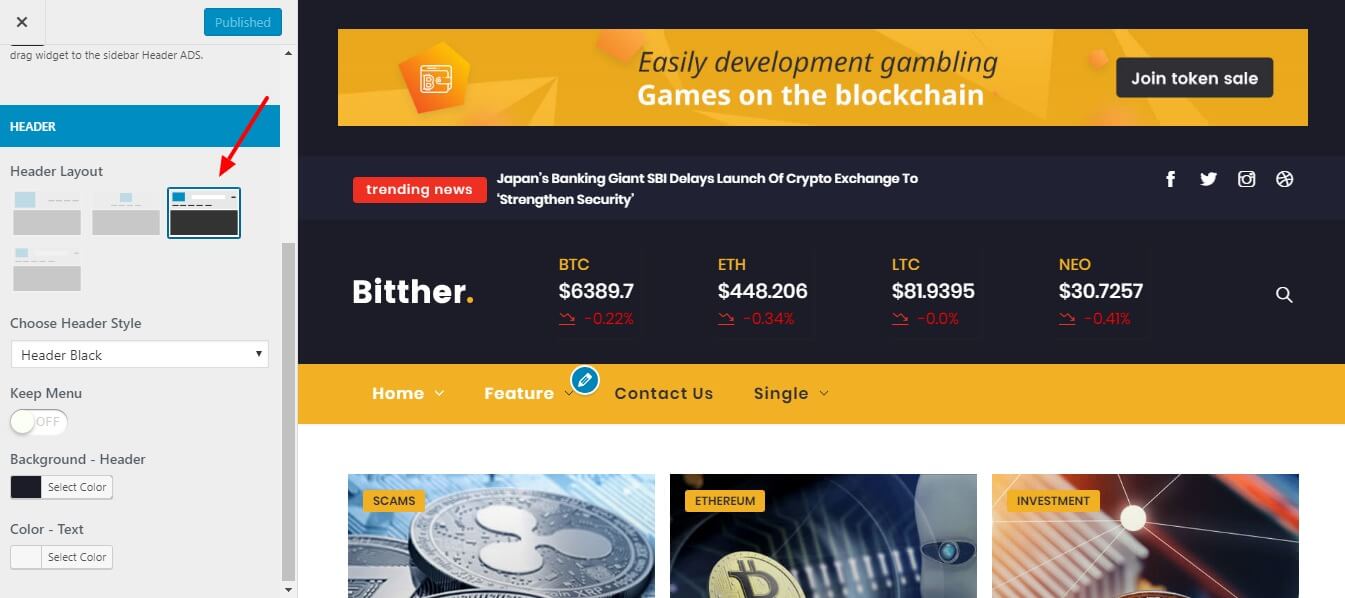 Published
drag widget to the sidebar Header ADS.
HEADER
Header Layout
Choose Header Style
Header Black
Keep Menu
OFF
Background - Header
Select Color
Color - Text
Select Color
Easily development gambling
Games on the blockchain
Join token sale
trending news
Japan's Banking Giant SBI Delays Launch Of Crypto Exchange To
'Strengthen Security'
Bitther.
BTC
$6389.7
-0.22%
ETH
$448.206
-0.34%
LTC
$81.9395
-0.0%
NEO
$30.7257
-0.41%
Home Feature Contact Us Single
SCAMS
ETHEREUM
INVESTMENT